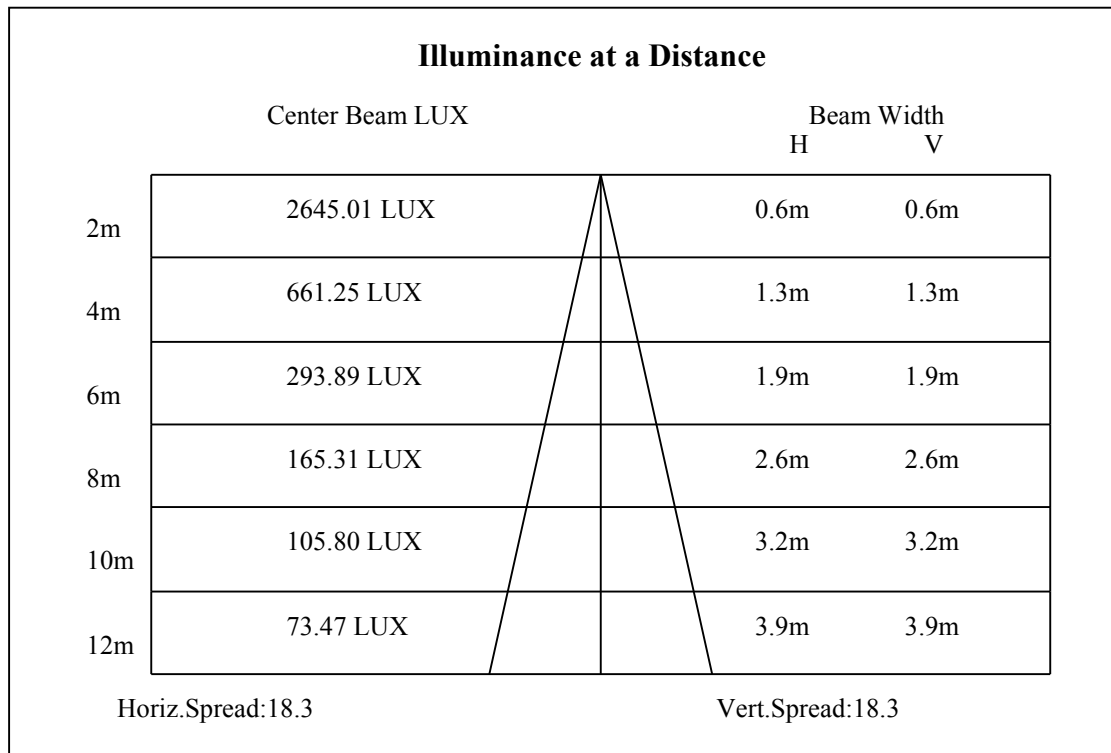 Illuminance at a Distance
Center Beam LUX Beam Width
H V
2m 2645.01 LUX 0.6m 0.6m
4m 661.25 LUX 1.3m 1.3m
6m 293.89 LUX 1.9m 1.9m
8m 165.31 LUX 2.6m 2.6m
10m 105.80 LUX 3.2m 3.2m
12m 73.47 LUX 3.9m 3.9m
Horiz.Spread:18.3 Vert.Spread:18.3